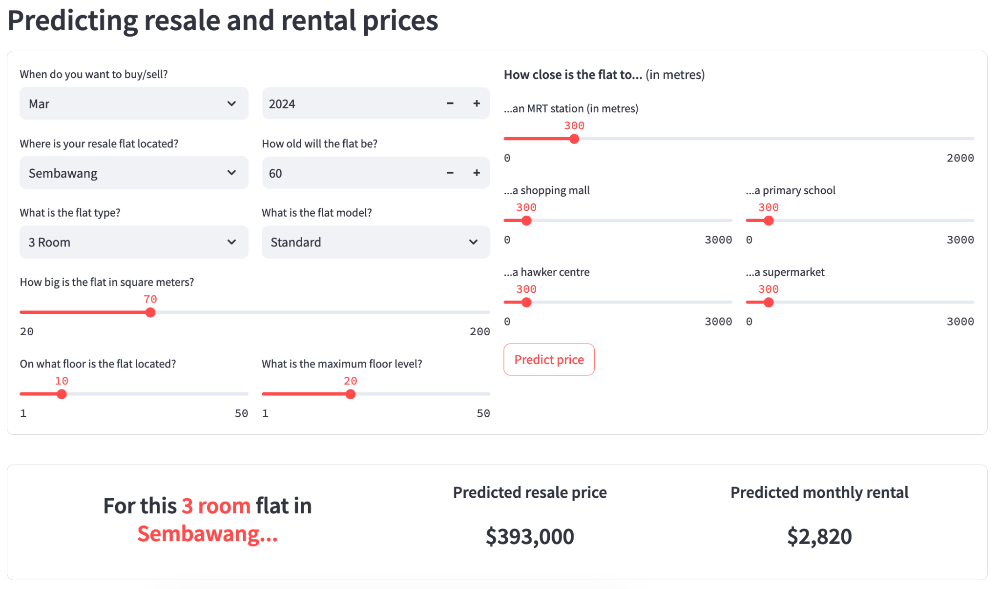 Predicting resale and rental prices
When do you want to buy/sell?
Mar
2024
Where is your resale flat located?
How old will the flat be?
Sembawang
60
What is the flat type?
What is the flat model?
3 Room
Standard
How big is the flat in square meters?
70
20
200
On what floor is the flat located?
What is the maximum floor level?
10
20
1
50
1
50
How close is the flat to... (in metres)
...an MRT station (in metres)
300
0
2000
...a shopping mall
...a primary school
300
300
0
3000
0
3000
...a hawker centre
...a supermarket
300
300
0
3000
0
3000
Predict price
For this 3 room flat in
Sembawang...
Predicted resale price
$393,000
Predicted monthly rental
$2,820